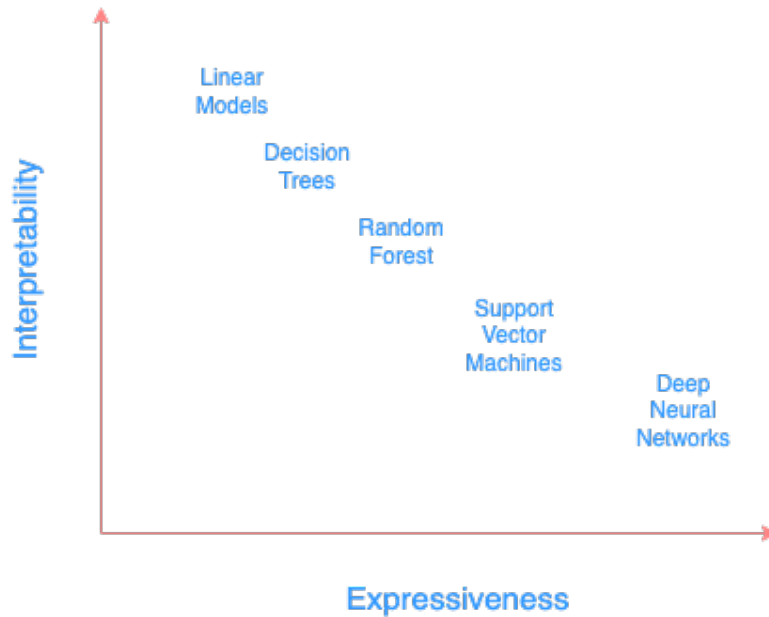 Linear
Models
Decision
Trees
Random
Forest
Support
Vector
Machines
Deep
Neural
Networks
Interpretability
Expressiveness